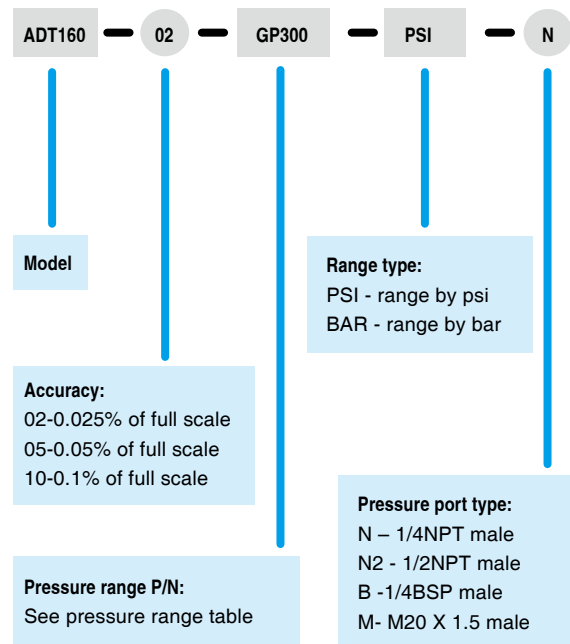 ADT160 02 GP300 PSI N
Model
Range type:
PSI - range by psi
BAR - range by bar
Accuracy:
02-0.025% of full scale
05-0.05% of full scale
10-0.1% of full scale
Pressure port type:
N – 1/4NPT male
N2 - 1/2NPT male
B -1/4BSP male
M- M20 X 1.5 male
Pressure range P/N:
See pressure range table